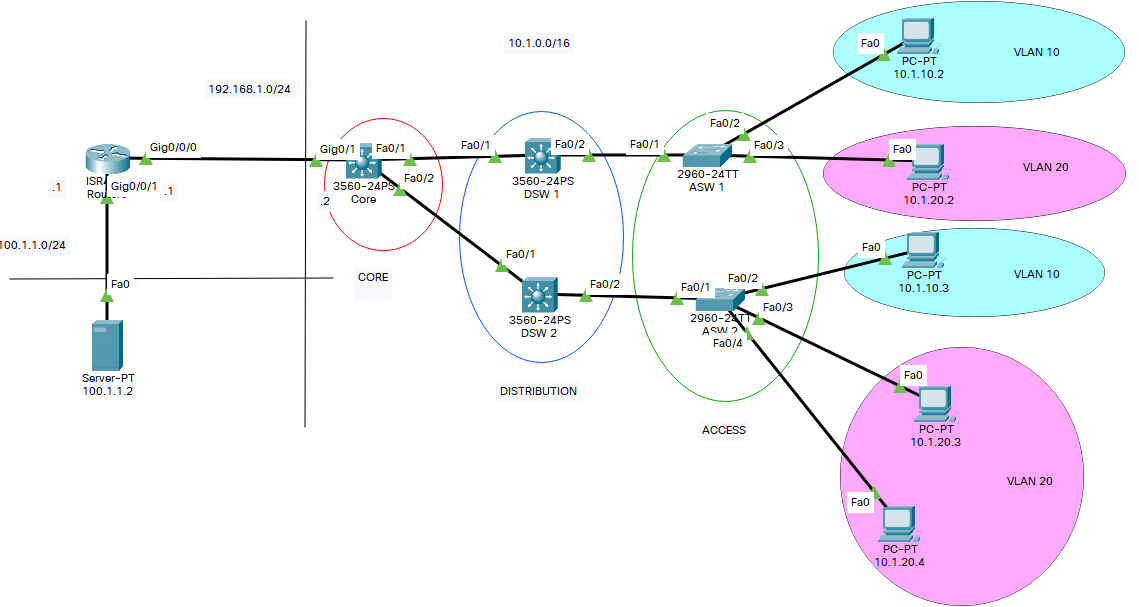 10.1.0.0/16
192.168.1.0/24
Gig0/0/0
.1
Gig0/0/1
.1
100.1.1.0/24
Fa0
Server-PT
100.1.1.2
Gig0/1
Fa0/1
3560-24PS
Core
Fa0/2
.2
CORE
Fa0/1
Fa0/2
3560-24PS
DSW 1
Fa0/1
Fa0/2
3560-24PS
DSW 2
DISTRIBUTION
Fa0/1
Fa0/2
Fa0/3
2960-24TT
ASW 1
Fa0/1
Fa0/2
Fa0/3
2960-24TT
ASW 2
Fa0/4
ACCESS
Fa0
PC-PT
10.1.10.2
VLAN 10
Fa0
PC-PT
10.1.20.2
VLAN 20
Fa0
PC-PT
10.1.10.3
VLAN 10
Fa0
PC-PT
10.1.20.3
VLAN 20
Fa0
PC-PT
10.1.20.4